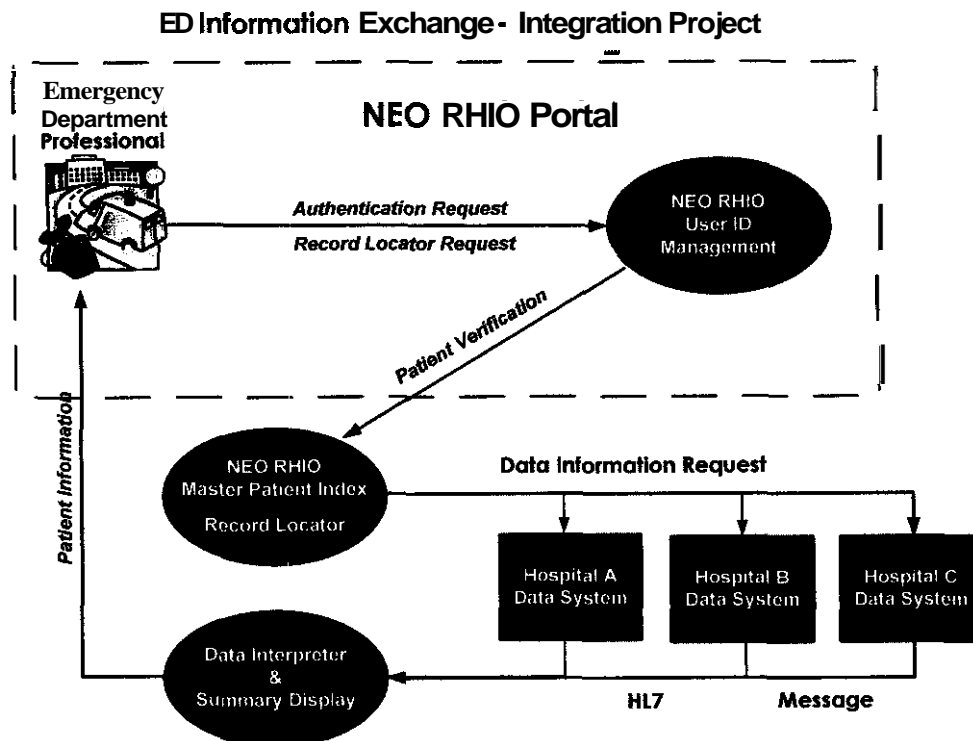 ED Information Exchange - Integration Project
Emergency
Department
Professional
NEO RHIO Portal
NEO RHIO
User ID
Management
Authentication Request
Record Locator Request
Patient Verification
Patient Information
NEO RHIO
Master Patient Index
Record Locator
Data Information Request
Hospital A
Data System
Hospital B
Data System
Hospital C
Data System
Data Interpreter
&
Summary Display
HL7 Message